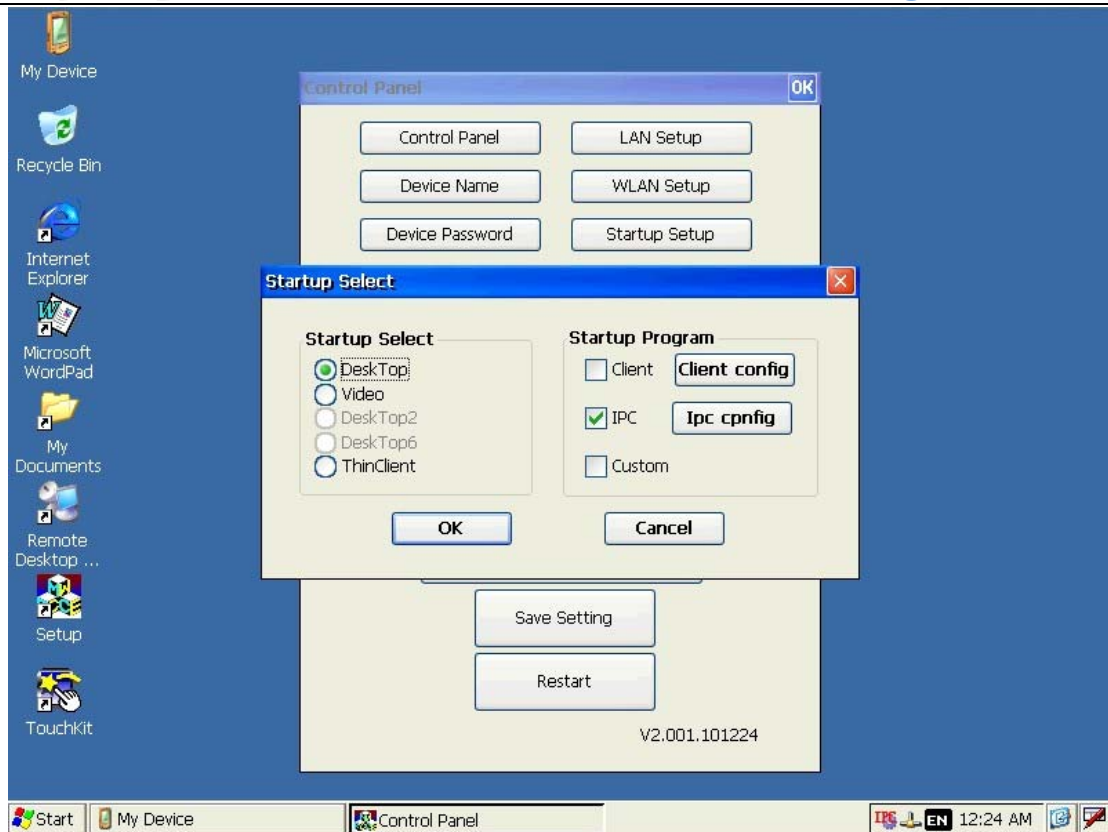 My Device
Recycle Bin
Internet
Explorer
Microsoft
WordPad
My
Documents
Remote
Desktop ...
Setup
TouchKit
Control Panel
OK
Control Panel
LAN Setup
Device Name
WLAN Setup
Device Password
Startup Setup
Startup Select
Startup Select
DeskTop
Video
DeskTop2
DeskTop6
ThinClient
Startup Program
Client
Client config
IPC
Ipc cpnfig
Custom
OK
Cancel
Save Setting
Restart
V2.001.101224
Start
My Device
Control Panel
IPC
EN
12:24 AM